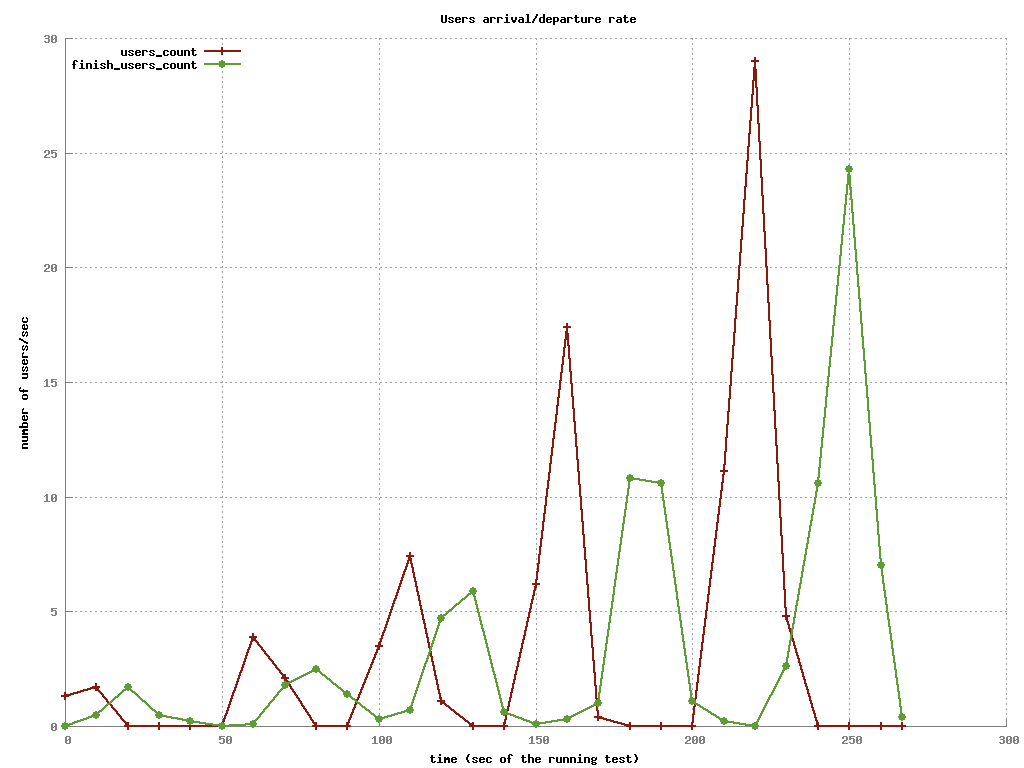 Users arrival/departure rate
users_count
finish_users_count
30
25
20
15
10
5
0
number of users/sec
0 50 100 150 200 250 300
time (sec of the running test)